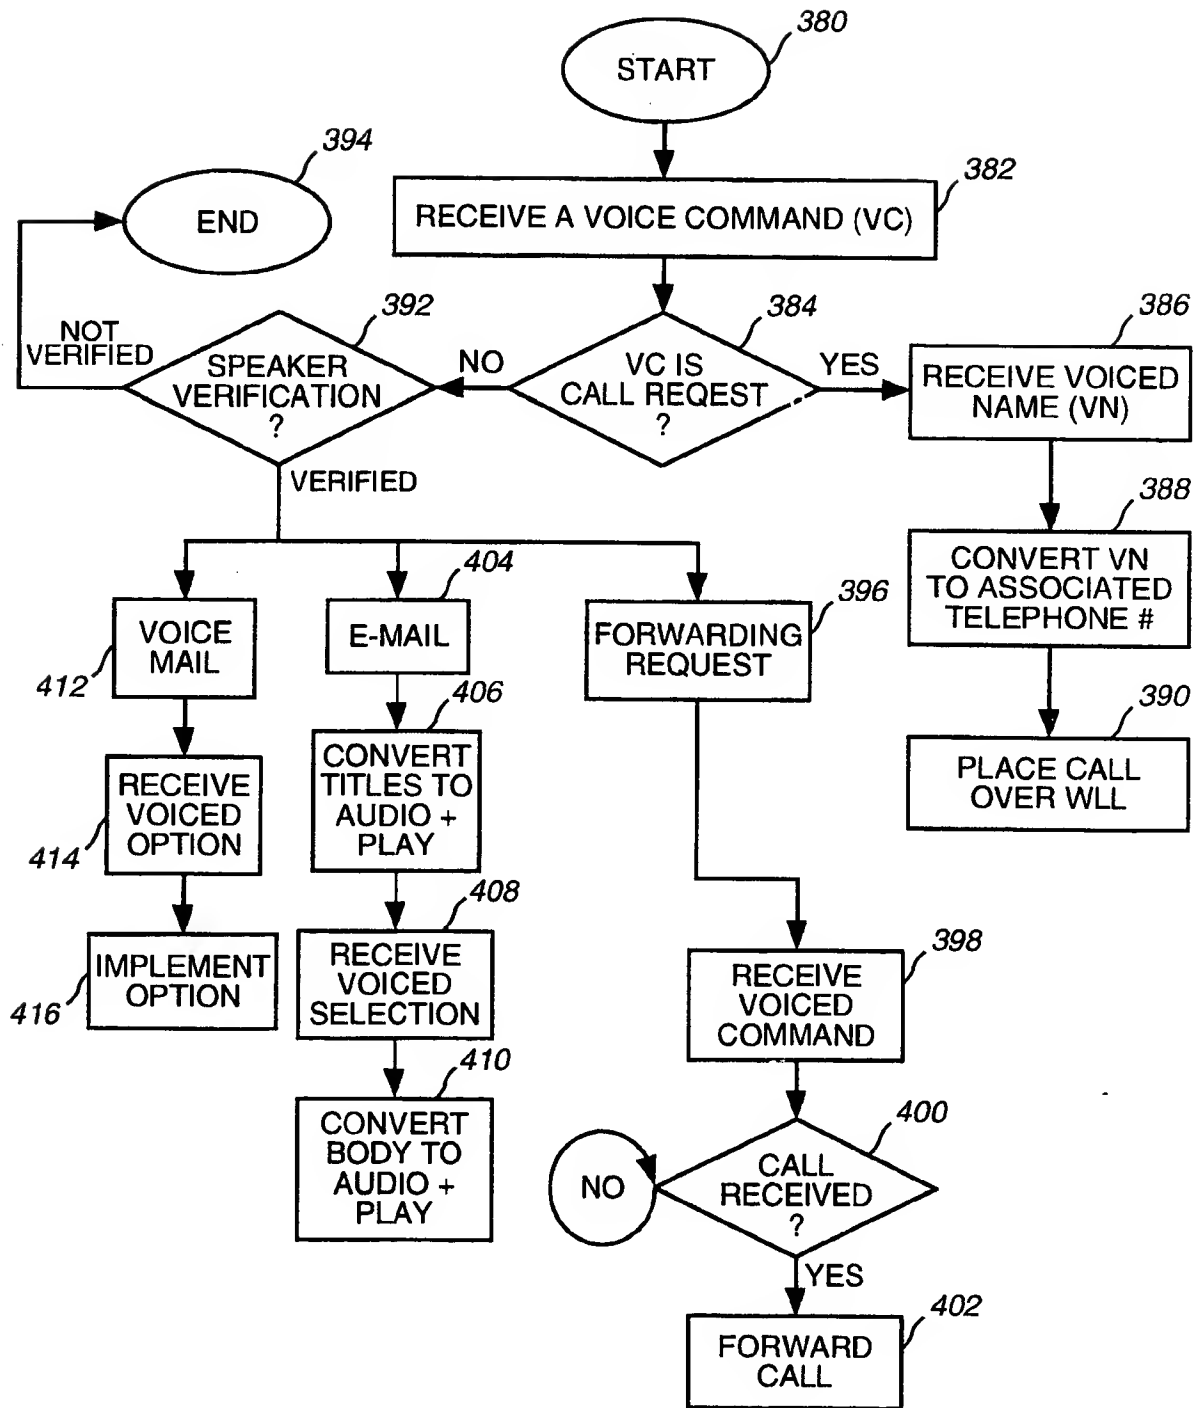 380
START
394
END
382
RECEIVE A VOICE COMMAND (VC)
392
SPEAKER
VERIFICATION
?
NOT
VERIFIED
VERIFIED
NO
384
VC IS
CALL REQEST
?
YES
386
RECEIVE VOICED
NAME (VN)
388
CONVERT VN
TO ASSOCIATED
TELEPHONE #
390
PLACE CALL
OVER WLL
412
VOICE
MAIL
414
RECEIVE
VOICED
OPTION
416
IMPLEMENT
OPTION
404
E-MAIL
406
CONVERT
TITLES TO
AUDIO +
PLAY
408
RECEIVE
VOICED
SELECTION
410
CONVERT
BODY TO
AUDIO +
PLAY
396
FORWARDING
REQUEST
398
RECEIVE
VOICED
COMMAND
400
CALL
RECEIVED
?
NO
YES
402
FORWARD
CALL